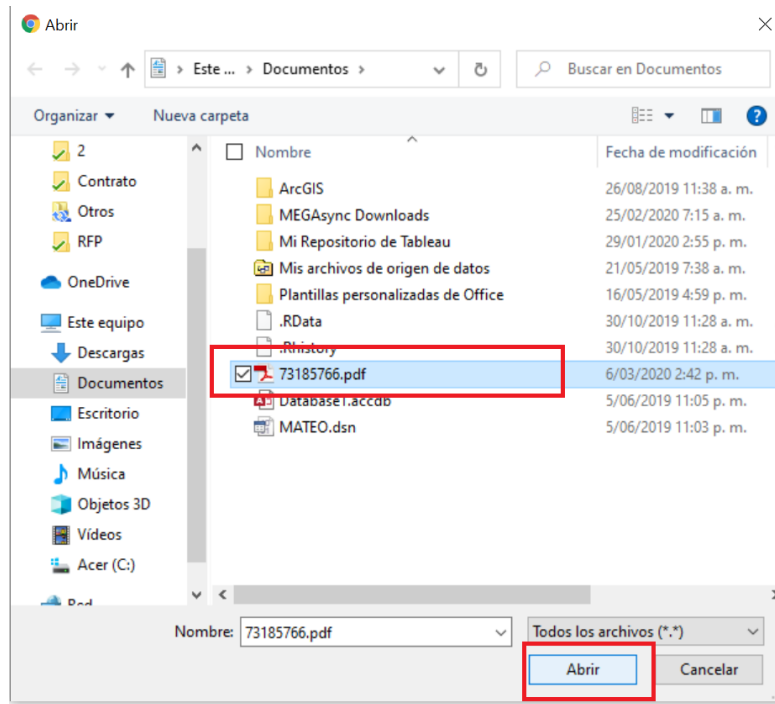 Abrir
Este ... > Documentos >
Buscar en Documentos
Organizar
Nueva carpeta
?
2
Contrato
Otros
RFP
OneDrive
Este equipo
Descargas
Documentos
Escritorio
Imágenes
Música
Objetos 3D
Vídeos
Acer (C:)
Red
Nombre Fecha de modificación
ArcGIS 26/08/2019 11:38 a. m.
MEGAsync Downloads 25/02/2020 7:15 a. m.
Mi Repositorio de Tableau 29/01/2020 2:55 p. m.
Mis archivos de origen de datos 21/05/2019 7:38 a. m.
Plantillas personalizadas de Office 16/05/2019 4:59 p. m.
.RData 30/10/2019 11:28 a. m.
.Rhistory 30/10/2019 11:28 a. m.
73185766.pdf 6/03/2020 2:42 p. m.
Database1.accdb 5/06/2019 11:05 p. m.
MATEO.dsn 5/06/2019 11:03 p. m.
Nombre: 73185766.pdf Todos los archivos (*.*)
Abrir Cancelar